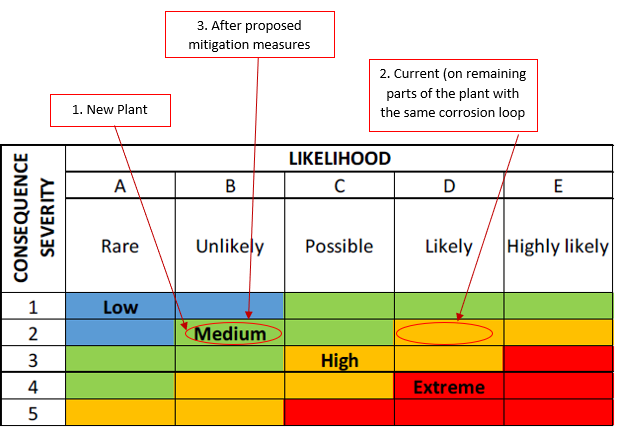 3. After proposed
mitigation measures
2. Current (on remaining
parts of the plant with
the same corrosion loop
1. New Plant
CONSEQUENCE
SEVERITY
LIKELIHOOD
A B C D E
Rare Unlikely Possible Likely Highly likely
1 Low
2 Medium
3 High
4 Extreme
5